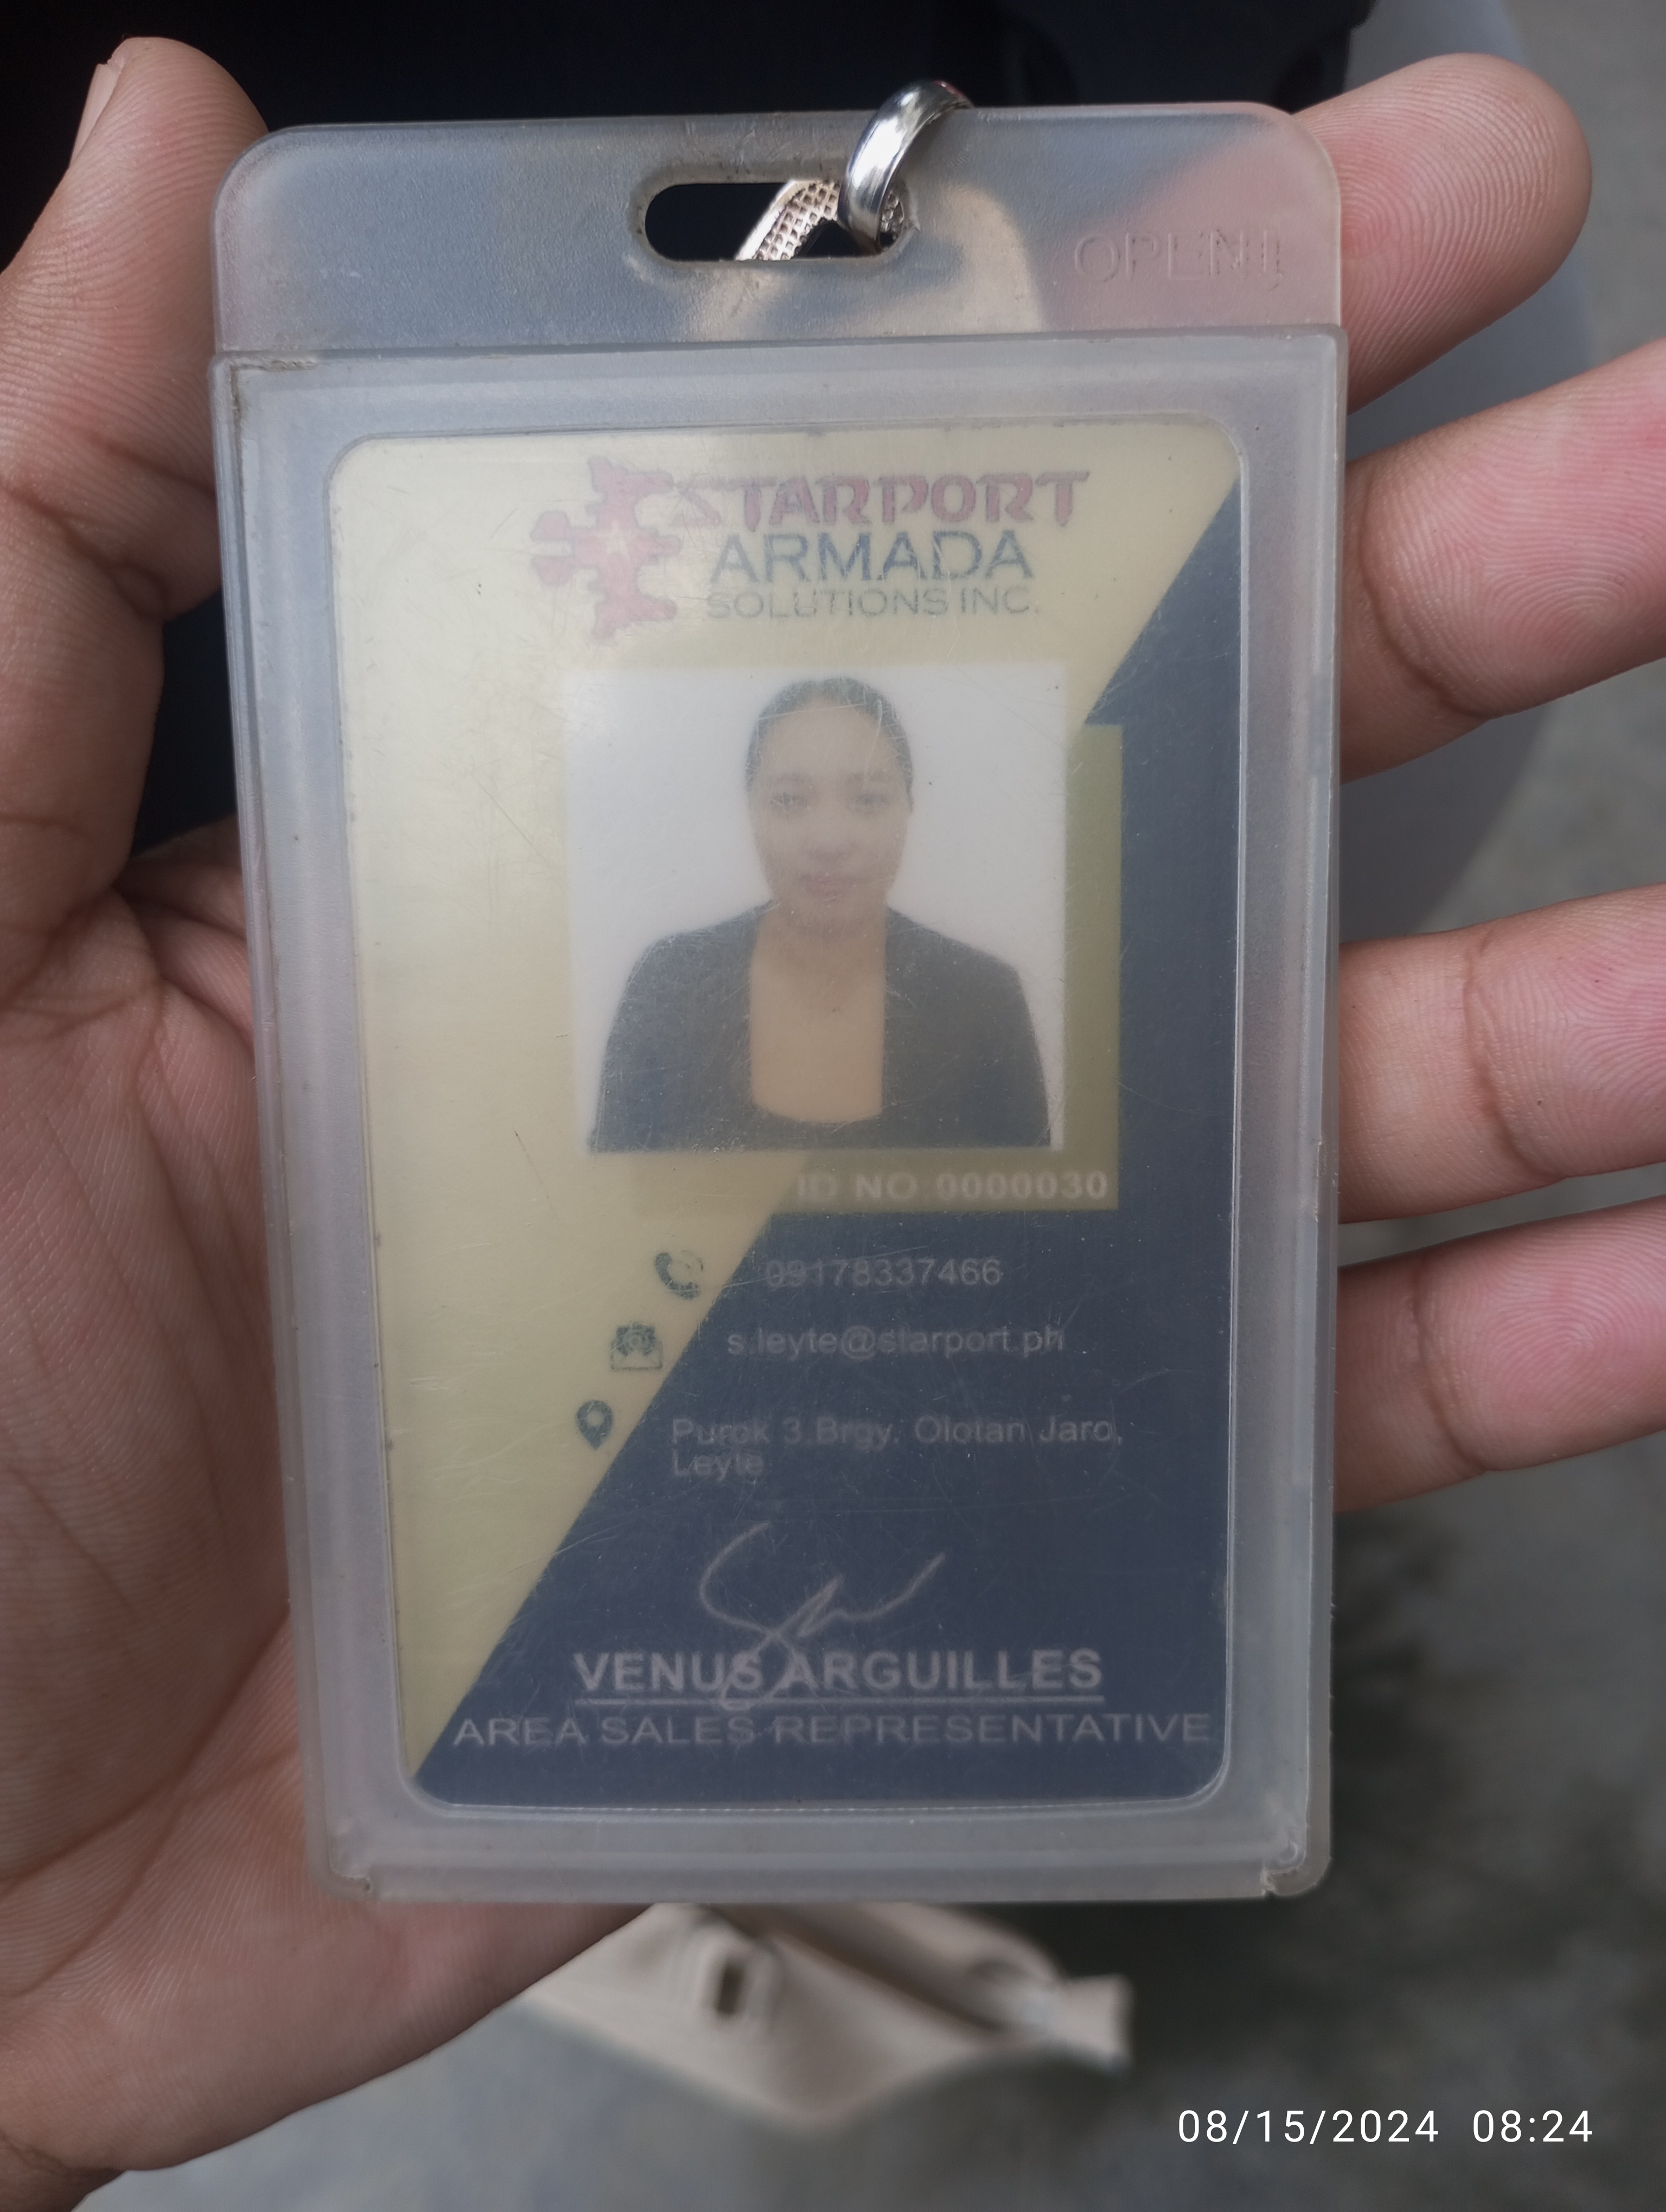 OPEN
STARPORT
ARMADA
SOLUTIONS INC.
ID NO 0000030
09178337466
s.leyte@starport.ph
Purok 3.Brgy. Olotan Jaro,
Leyte
VENUS ARGUILLES
AREA SALES REPRESENTATIVE
08/15/2024 08:24